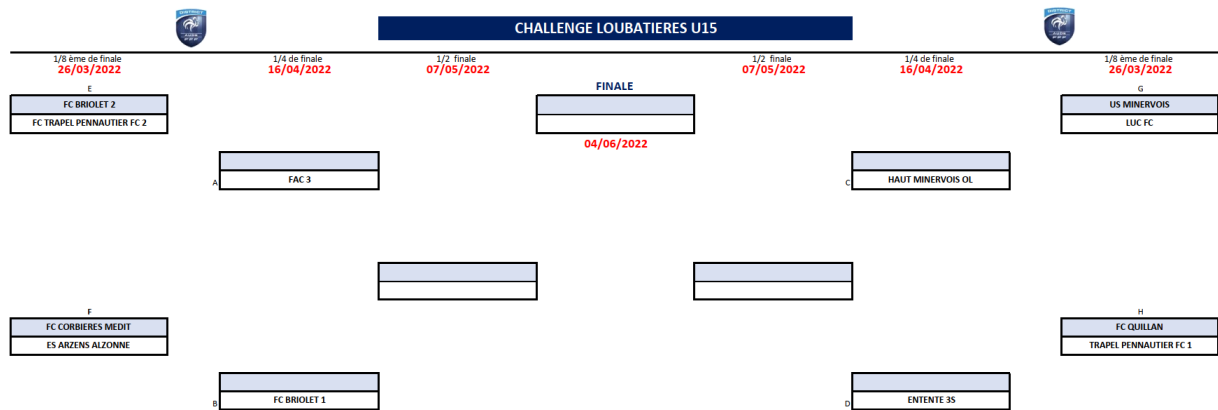 DISTRICT
AUDE
CHALLENGE LOUBATIERES U15
DISTRICT
AUDE
1/8 ème de finale
1/4 de finale
1/2 finale
1/2 finale
1/4 de finale
1/8 ème de finale
26/03/2022
16/04/2022
07/05/2022
07/05/2022
16/04/2022
26/03/2022
E
FINALE
G
FC BRIOLET 2
US MINERVOIS
FC TRAPEL PENNAUTIER FC 2
LUC FC
04/06/2022
A
FAC 3
C
HAUT MINERVOIS OL
F
H
FC CORBIERES MEDIT
FC QUILLAN
ES ARZENS ALZONNE
TRAPEL PENNAUTIER FC 1
B
FC BRIOLET 1
D
ENTENTE 3S